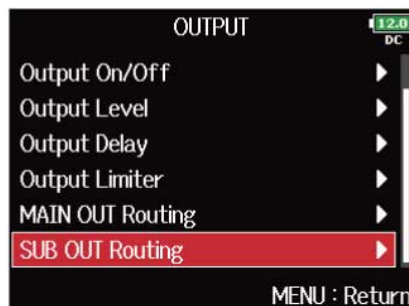 OUTPUT
12.0
DC
Output On/Off
Output Level
Output Delay
Output Limiter
MAIN OUT Routing
SUB OUT Routing
MENU : Return